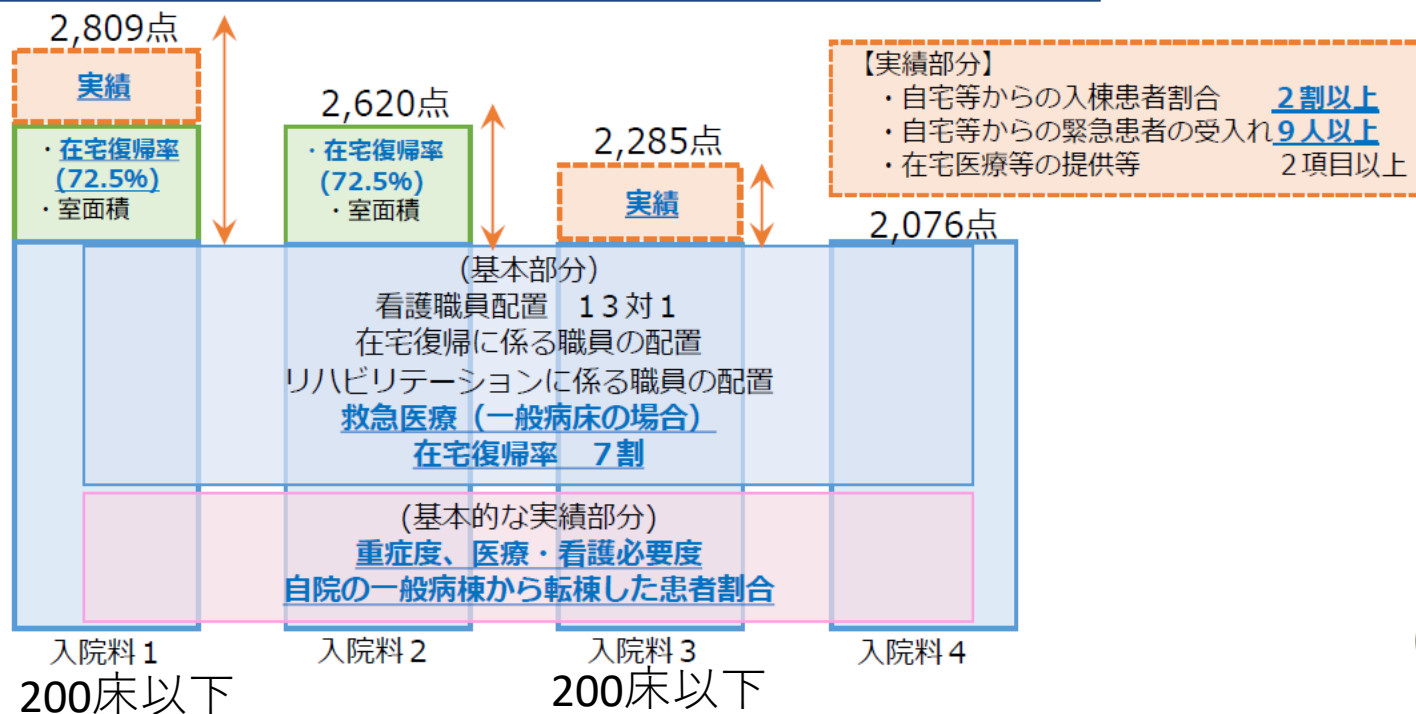 2,809点
実績
・在宅復帰率
(72.5%)
・室面積
2,620点
・在宅復帰率
(72.5%)
・室面積
2,285点
実績
2,076点
【実績部分】
・自宅等からの入棟患者割合 2割以上
・自宅等からの緊急患者の受入れ 9人以上
・在宅医療等の提供等 2項目以上
(基本部分)
看護職員配置 13対1
在宅復帰に係る職員の配置
リハビリテーションに係る職員の配置
救急医療（一般病床の場合）
在宅復帰率 7割
(基本的な実績部分)
重症度、医療・看護必要度
自院の一般病棟から転棟した患者割合
入院料1
入院料2
入院料3
入院料4
200床以下
200床以下